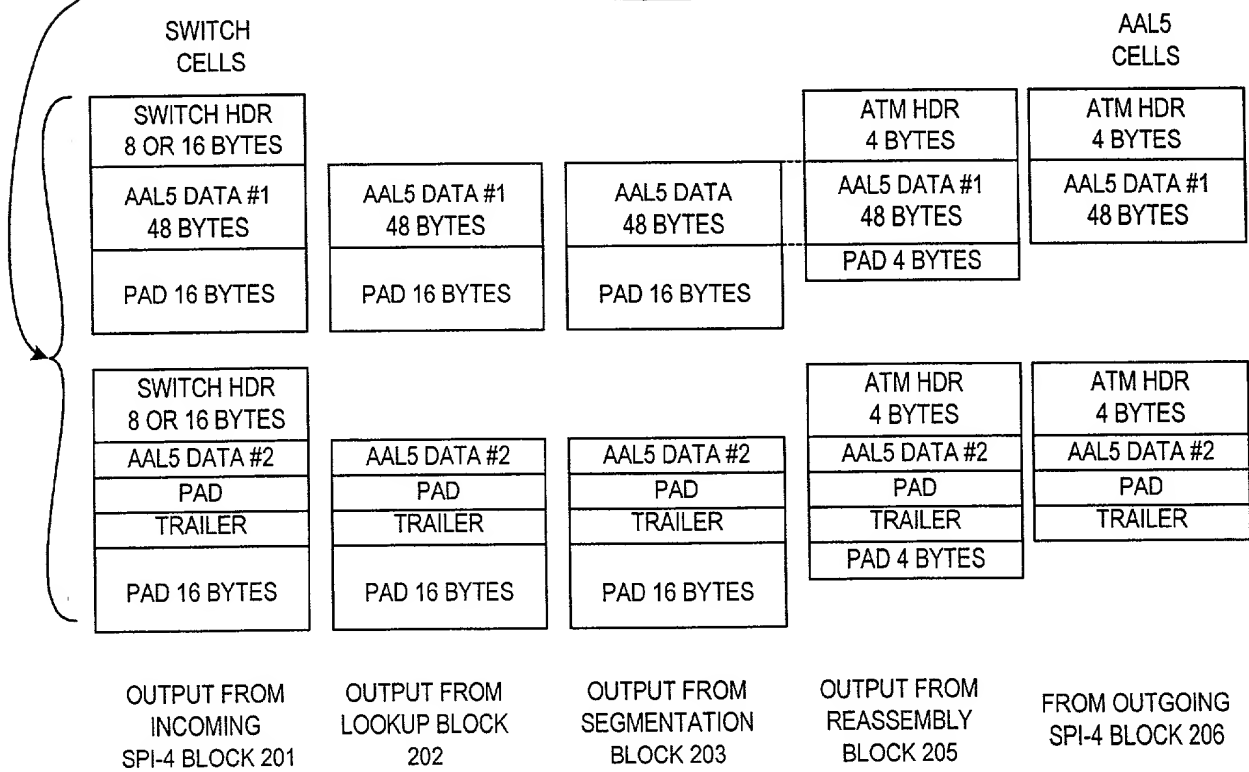 SWITCH
CELLS
AAL5
CELLS
SWITCH HDR
8 OR 16 BYTES
AAL5 DATA #1
48 BYTES
PAD 16 BYTES
AAL5 DATA #1
48 BYTES
PAD 16 BYTES
AAL5 DATA
48 BYTES
PAD 16 BYTES
ATM HDR
4 BYTES
AAL5 DATA #1
48 BYTES
PAD 4 BYTES
ATM HDR
4 BYTES
AAL5 DATA #1
48 BYTES
SWITCH HDR
8 OR 16 BYTES
AAL5 DATA #2
PAD
TRAILER
PAD 16 BYTES
AAL5 DATA #2
PAD
TRAILER
PAD 16 BYTES
AAL5 DATA #2
PAD
TRAILER
PAD 16 BYTES
ATM HDR
4 BYTES
AAL5 DATA #2
PAD
TRAILER
PAD 4 BYTES
ATM HDR
4 BYTES
AAL5 DATA #2
PAD
TRAILER
OUTPUT FROM
INCOMING
SPI-4 BLOCK 201
OUTPUT FROM
LOOKUP BLOCK
202
OUTPUT FROM
SEGMENTATION
BLOCK 203
OUTPUT FROM
REASSEMBLY
BLOCK 205
FROM OUTGOING
SPI-4 BLOCK 206